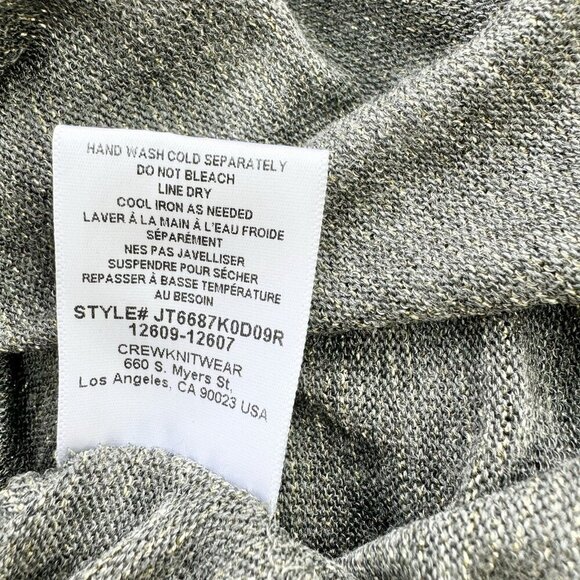 HAND WASH COLD SEPARATELY
DO NOT BLEACH
LINE DRY
COOL IRON AS NEEDED
LAVER À LA MAIN À L'EAU FROIDE
SÉPARÉMENT
NES PAS JAVELLISER
SUSPENDRE POUR SÉCHER
REPASSER À BASSE TEMPÉRATURE
AU BESOIN
STYLE# JT6687K0D09R
12609-12607
CREWKNITWEAR
660 S. Myers St,
Los Angeles, CA 90023 USA